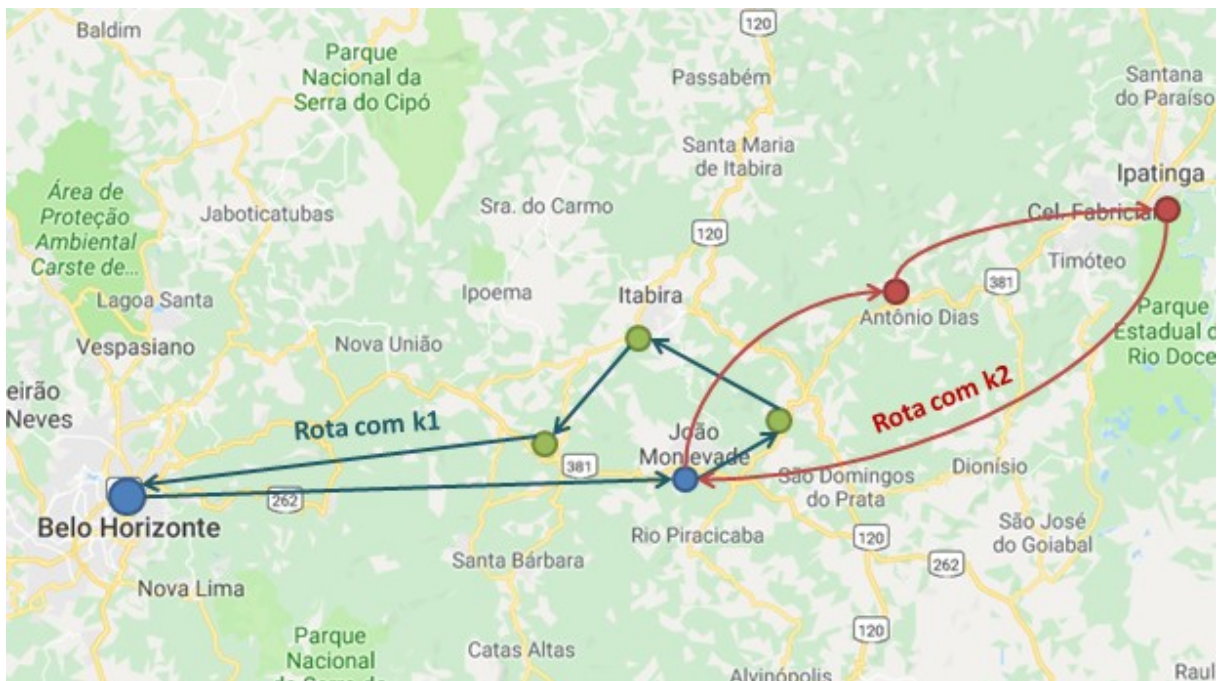 Baldim
Parque
Nacional da
Serra do Cipó
120
Passabém
Santana
do Paraíso
Santa Maria
de Itabira
Ipatinga
Área de
Proteção
Ambiental
Carste de...
Jaboticatubas
Sra. do Carmo
Cel. Fabricia
120
Timóteo
Lagoa Santa
Ipoema
Itabira
381
Antônio Dias
Parque
Estadual d
Rio Doce
Vespasiano
Nova União
eirão
Neves
Rota com k1
Rota com k2
João
Monlevade
381
262
São Domingos
do Prata
Dionísio
Belo Horizonte
Rio Piracicaba
São José
do Goiabal
120
262
Santa Bárbara
Nova Lima
Parque
Nacional
Catas Altas
120
Alvinópolis
Raul